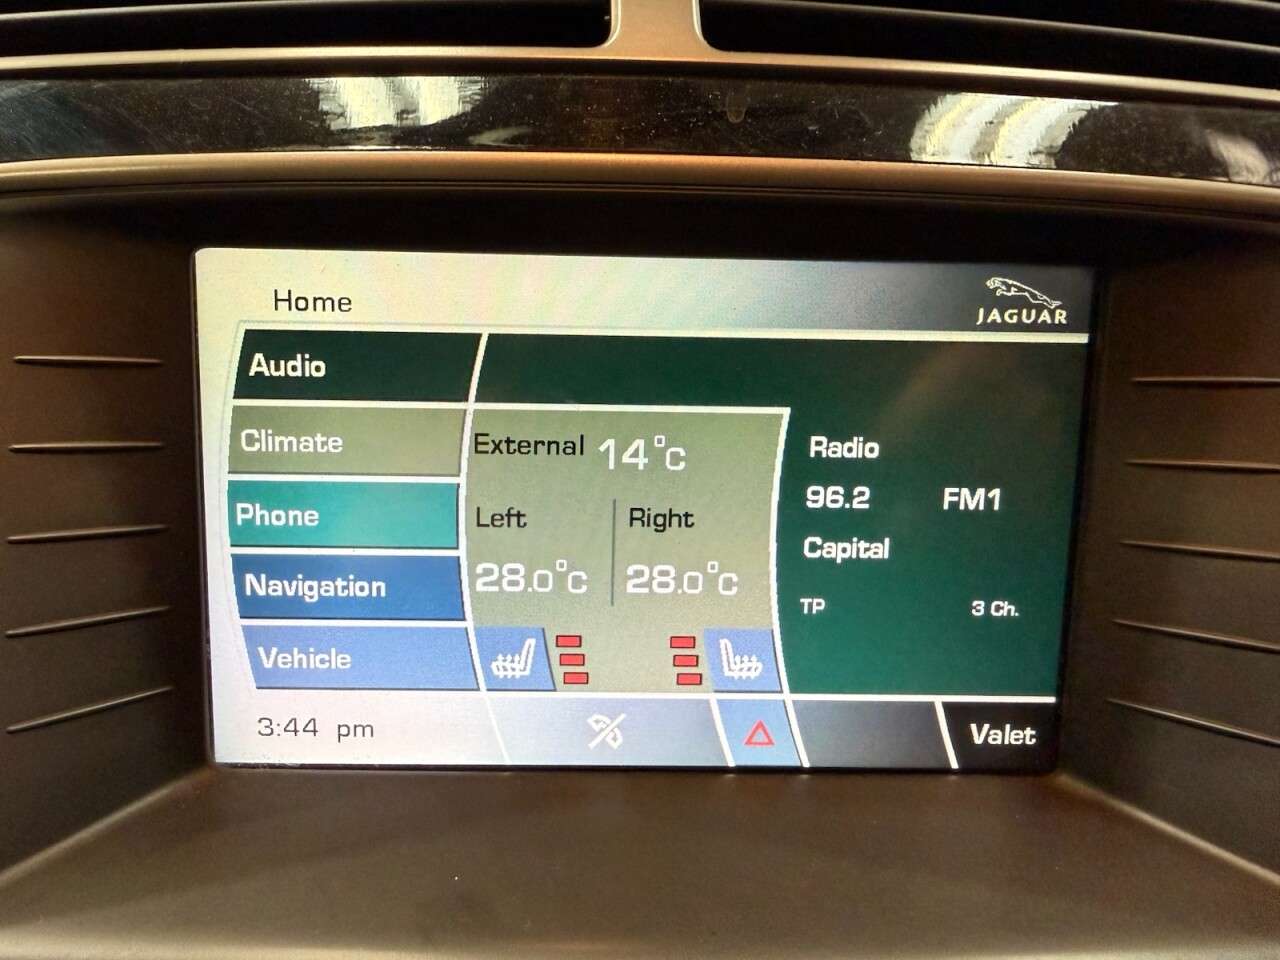 Home
JAGUAR
Audio
Climate
Phone
Navigation
Vehicle
External 14°c
Left
Right
28.0°c
28.0°c
Radio
96.2 FM1
Capital
TP 3 Ch.
3:44 pm
Valet